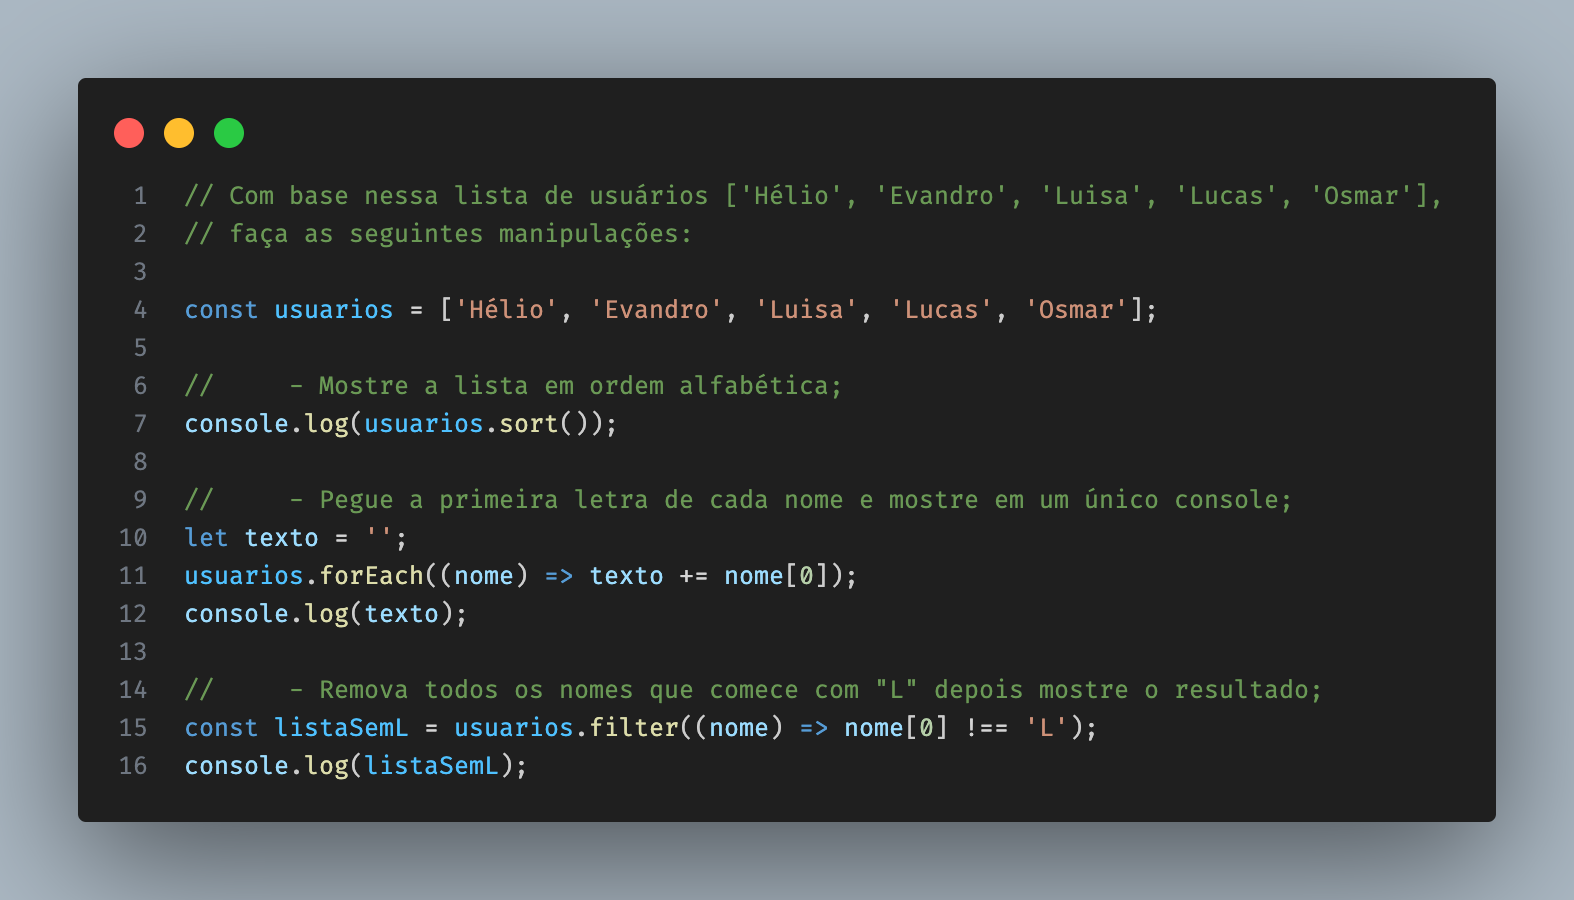 1 // Com base nessa lista de usuários ['Hélio', 'Evandro', 'Luisa', 'Lucas', 'Osmar'],
2 // faça as seguintes manipulações:
3
4 const usuarios = ['Hélio', 'Evandro', 'Luisa', 'Lucas', 'Osmar'];
5
6 //     - Mostre a lista em ordem alfabética;
7 console.log(usuarios.sort());
8
9 //     - Pegue a primeira letra de cada nome e mostre em um único console;
10 let texto = '';
11 usuarios.forEach((nome) => texto += nome[0]);
12 console.log(texto);
13
14 //     - Remova todos os nomes que comece com "L" depois mostre o resultado;
15 const listaSemL = usuarios.filter((nome) => nome[0] !== 'L');
16 console.log(listaSemL);